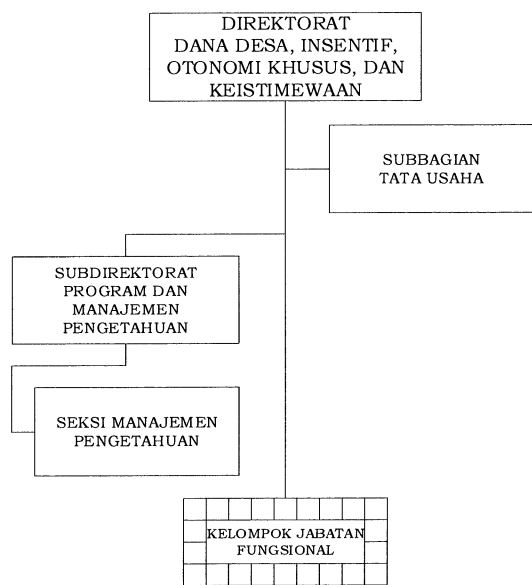 DIREKTORAT
DANA DESA, INSENTIF,
OTONOMI KHUSUS, DAN
KEISTIMEWAAN
SUBBAGIAN
TATA USAHA
SUBDIREKTORAT
PROGRAM DAN
MANAJEMEN
PENGETAHUAN
SEKSI MANAJEMEN
PENGETAHUAN
KELOMPOK JABATAN
FUNGSIONAL